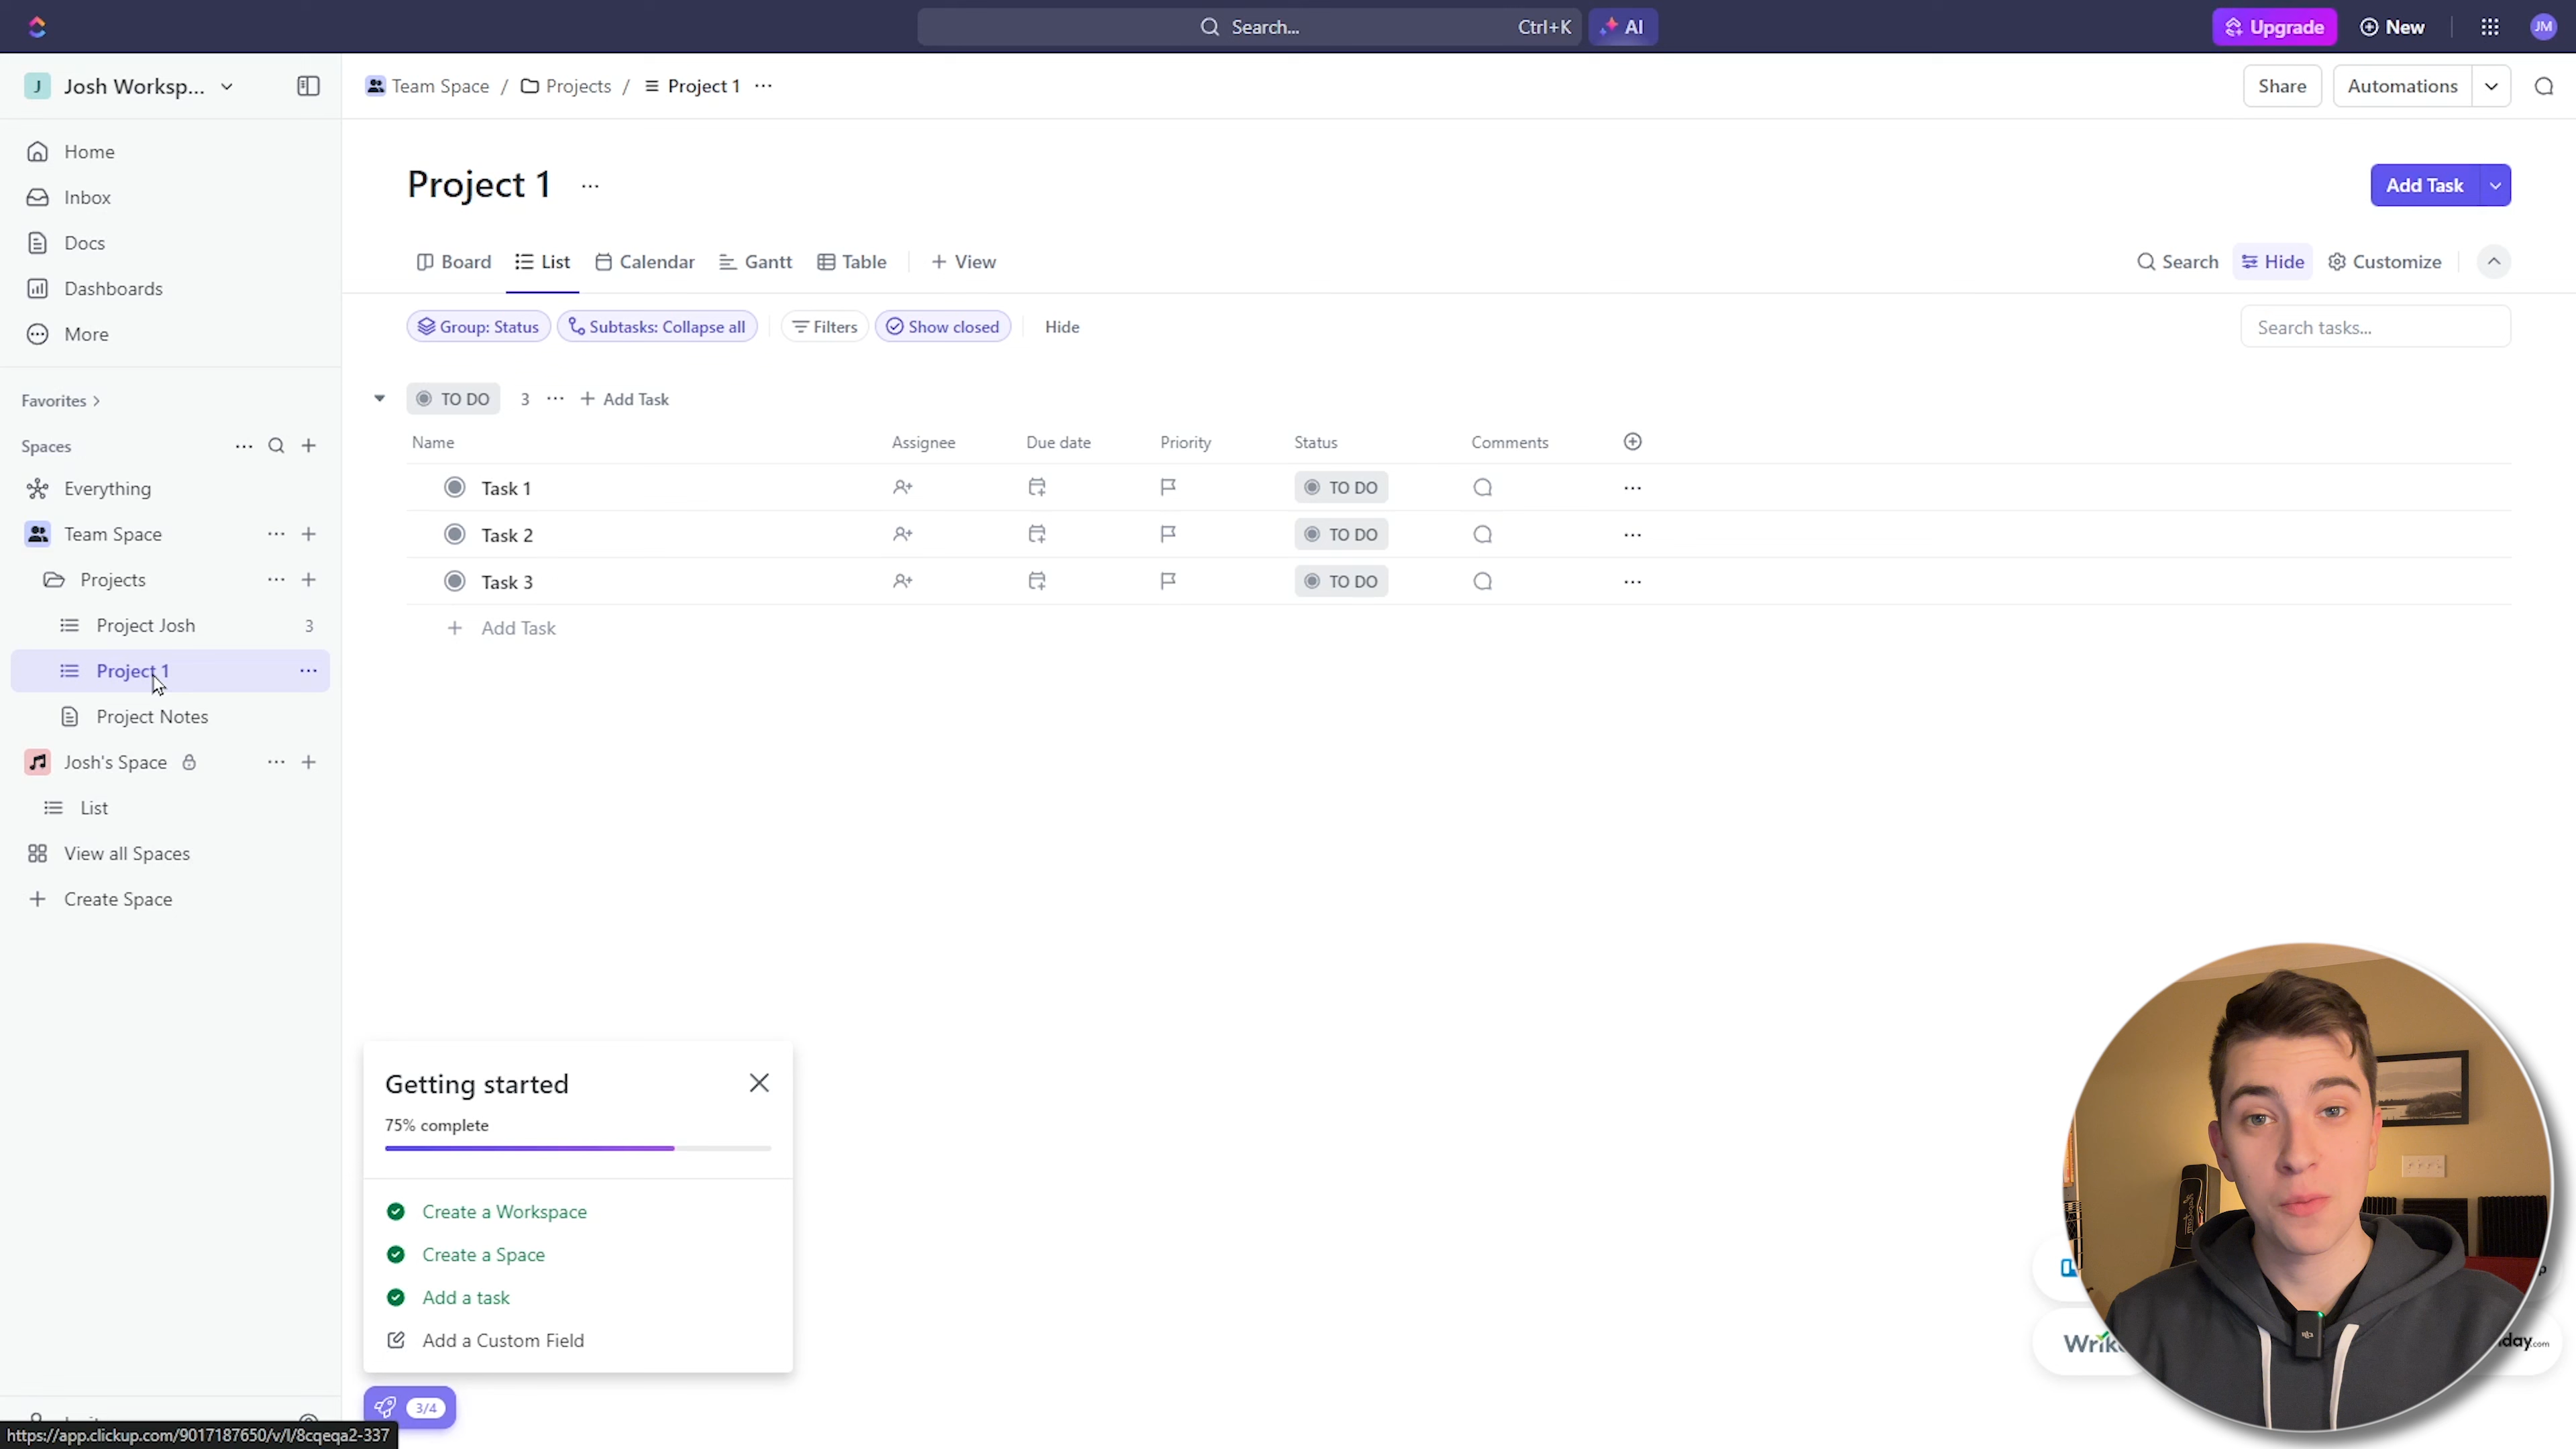 Search...
Ctrl+K
AI
Upgrade
New
JM
J
Josh Worksp...
Team Space / Projects / Project 1 ...
Share
Automations
Home
Inbox
Docs
Dashboards
More
Favorites
Spaces
Everything
Team Space
Projects
Project Josh 3
Project 1
Project Notes
Josh's Space
List
View all Spaces
Create Space
Project 1 ...
Add Task
Board
List
Calendar
Gantt
Table
+ View
Search
Hide
Customize
Group: Status
Subtasks: Collapse all
Filters
Show closed
Hide
Search tasks...
TO DO 3 ... + Add Task
Name Assignee Due date Priority Status Comments
Task 1 TO DO
Task 2 TO DO
Task 3 TO DO
+ Add Task
Getting started
75% complete
Create a Workspace
Create a Space
Add a task
Add a Custom Field
3/4
https://app.clickup.com/9017187650/v/l/8cqeqa2-337